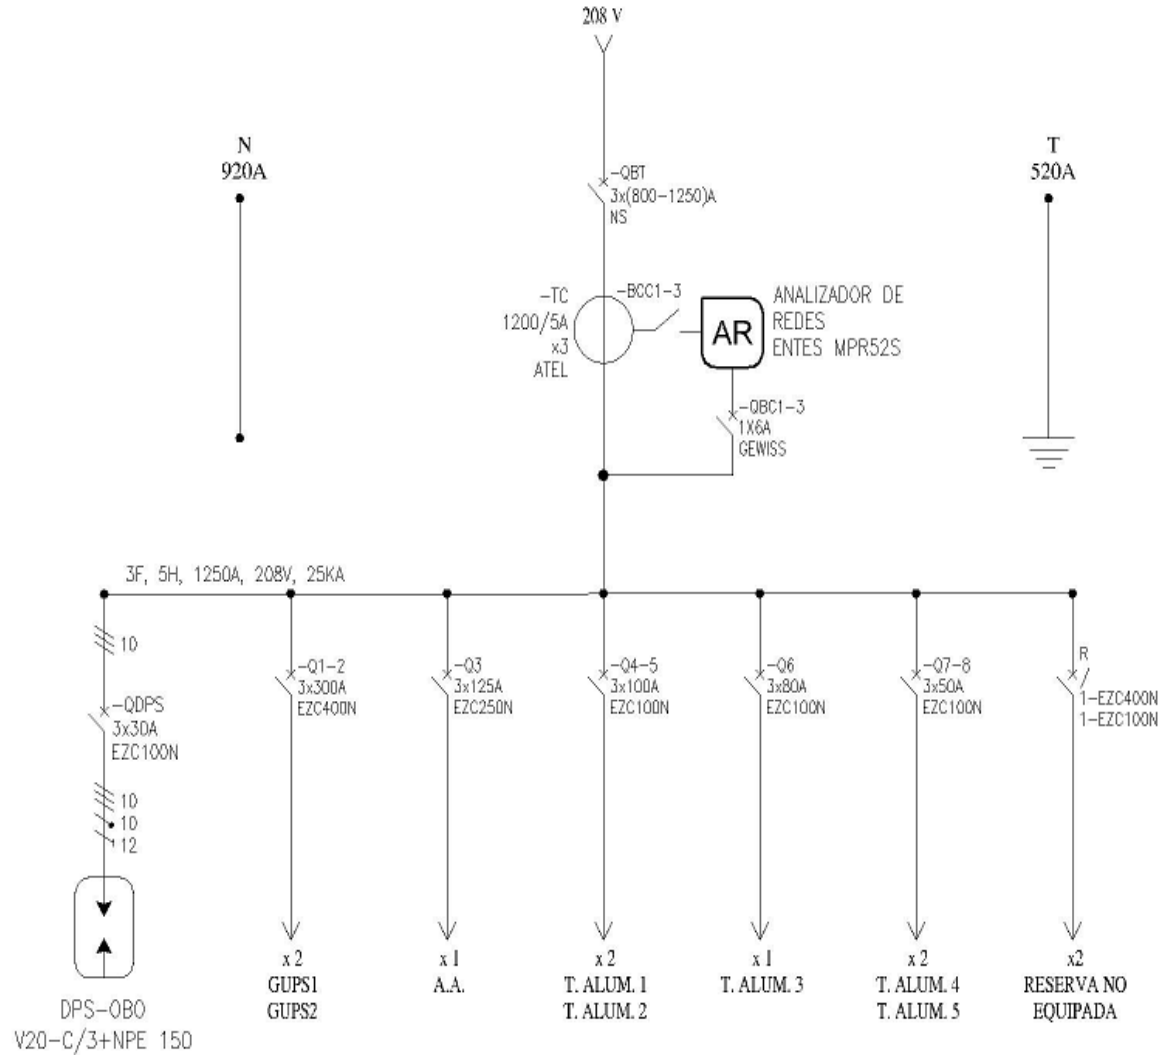 208 V
N
920A
T
520A
-QBT
3x(800-1250)A
NS
-TC
1200/5A
x3
ATEL
-BCC1-3
AR
ANALIZADOR DE
REDES
ENTES MPR52S
-QBC1-3
1X6A
GEWISS
3F, 5H, 1250A, 208V, 25KA
10
-QDPS
3x30A
EZC100N
10
10
12
DPS-OBO
V20-C/3+NPE 150
-Q1-2
3x300A
EZC400N
x 2
GUPS1
GUPS2
-Q3
3x125A
EZC250N
x 1
A.A.
-Q4-5
3x100A
EZC100N
x 2
T. ALUM. 1
T. ALUM. 2
-Q6
3x80A
EZC100N
x 1
T. ALUM. 3
-Q7-8
3x50A
EZC100N
x 2
T. ALUM. 4
T. ALUM. 5
R
1-EZC400N
1-EZC100N
x2
RESERVA NO
EQUIPADA